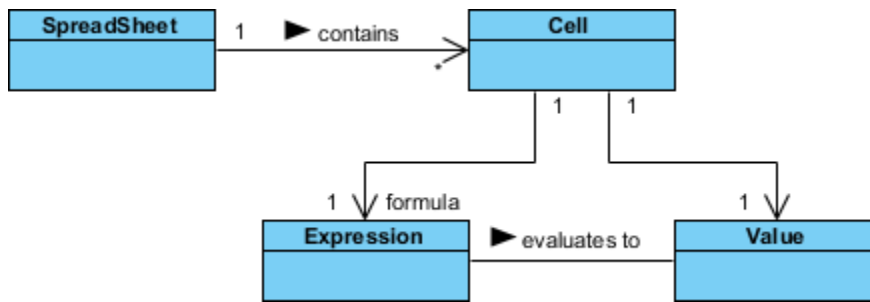 SpreadSheet
1 ▶ contains
*
Cell
1
1
1
formula
1
Expression
▶ evaluates to
Value